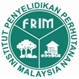 FRIM
INSTITUT PENYELIDIKAN PERHUTANAN
MALAYSIA